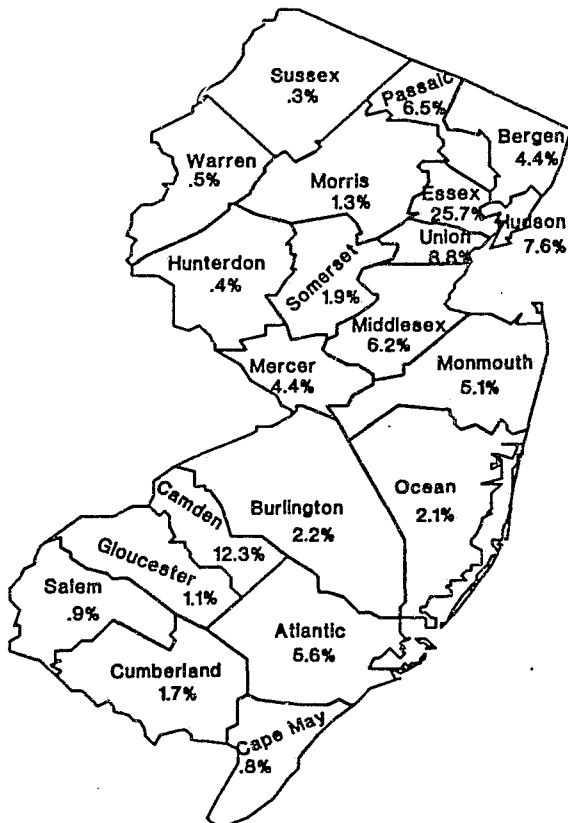 Sussex
.3%
Passaic
6.5%
Bergen
4.4%
Warren
.5%
Morris
1.3%
Essex
25.7%
Hudson
7.6%
Union
8.8%
Hunterdon
.4%
Somerset
1.9%
Middlesex
6.2%
Mercer
4.4%
Monmouth
5.1%
Camden
12.3%
Burlington
2.2%
Ocean
2.1%
Gloucester
1.1%
Salem
.9%
Atlantic
5.6%
Cumberland
1.7%
Cape May
.8%